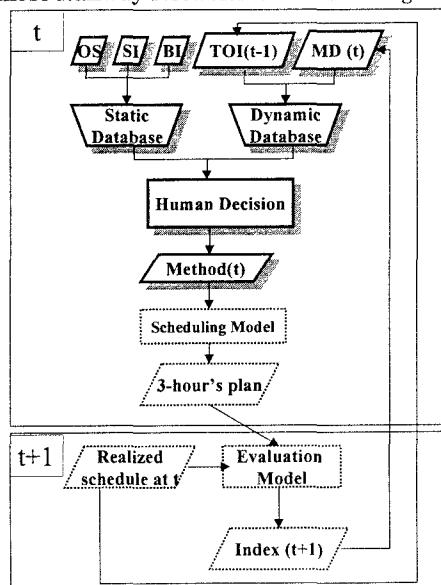 t
OS SI BI TOI(t-1) MD (t)
Static
Database
Dynamic
Database
Human Decision
Method(t)
Scheduling Model
3-hour's plan
t+1
Realized
schedule at t
Evaluation
Model
Index (t+1)